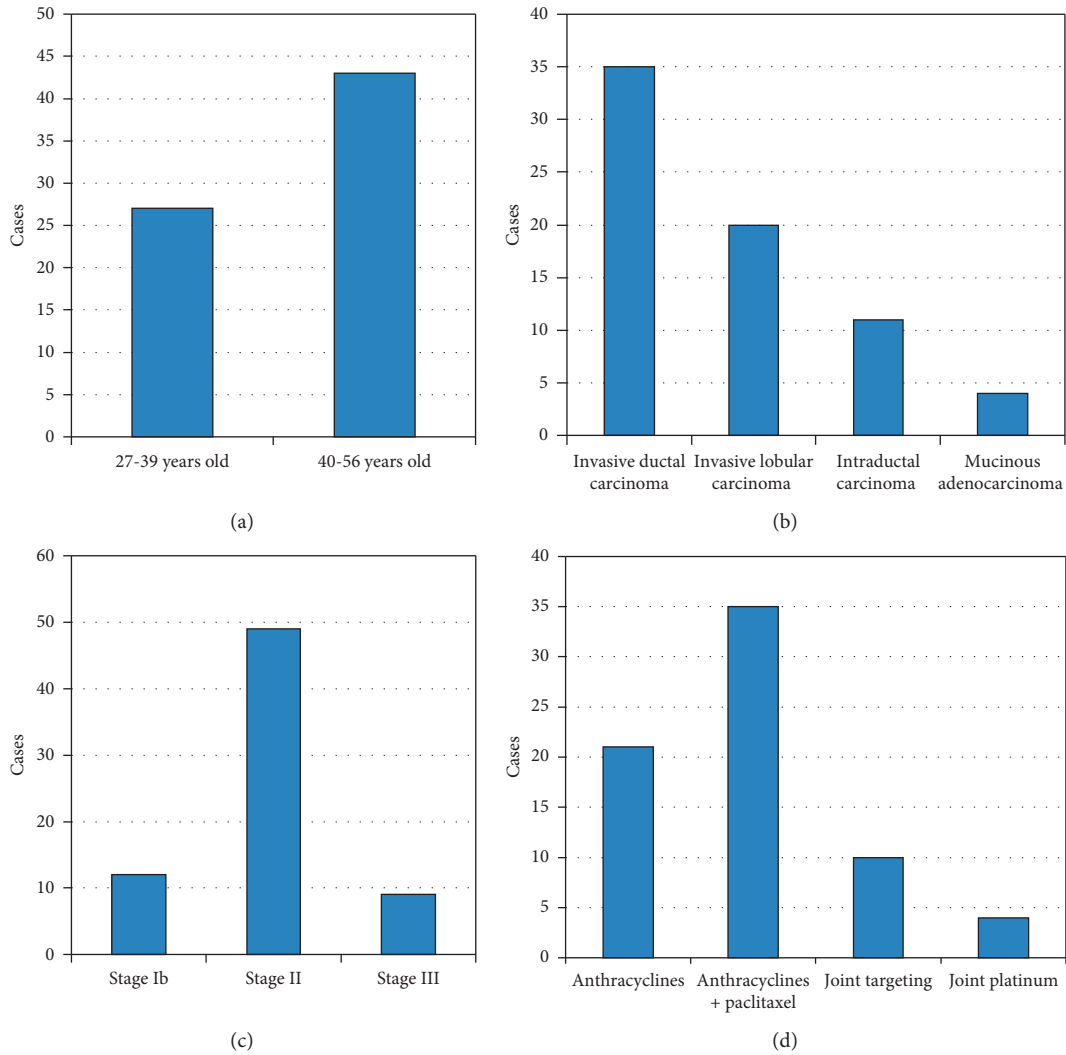 50
45
40
35
30
25
20
15
10
5
0
Cases
27-39 years old
40-56 years old
(a)
40
35
30
25
20
15
10
5
0
Cases
Invasive ductal
carcinoma
Invasive lobular
carcinoma
Intraductal
carcinoma
Mucinous
adenocarcinoma
(b)
60
50
40
30
20
10
0
Cases
Stage Ib
Stage II
Stage III
(c)
40
35
30
25
20
15
10
5
0
Cases
Anthracyclines
Anthracyclines
+ paclitaxel
Joint targeting
Joint platinum
(d)